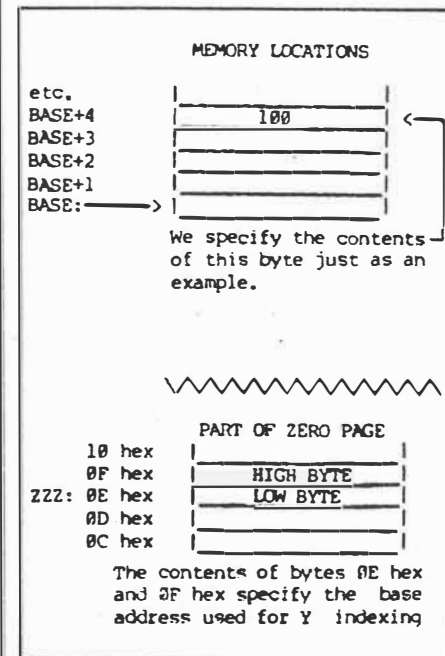 MEMORY LOCATIONS
etc.
BASE+4 100
BASE+3
BASE+2
BASE+1
BASE:
We specify the contents
of this byte just as an
example.
PART OF ZERO PAGE
10 hex
0F hex HIGH BYTE
ZZZ: 0E hex LOW BYTE
0D hex
0C hex
The contents of bytes 0E hex
and 0F hex specify the base
address used for Y indexing